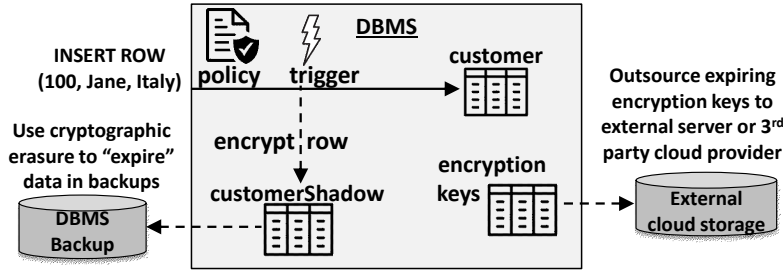 DBMS
INSERT ROW
(100, Jane, Italy)
policy
trigger
customer
encrypt row
customerShadow
encryption
keys
Use cryptographic
erasure to “expire”
data in backups
DBMS
Backup
Outsource expiring
encryption keys to
external server or 3rd
party cloud provider
External
cloud storage